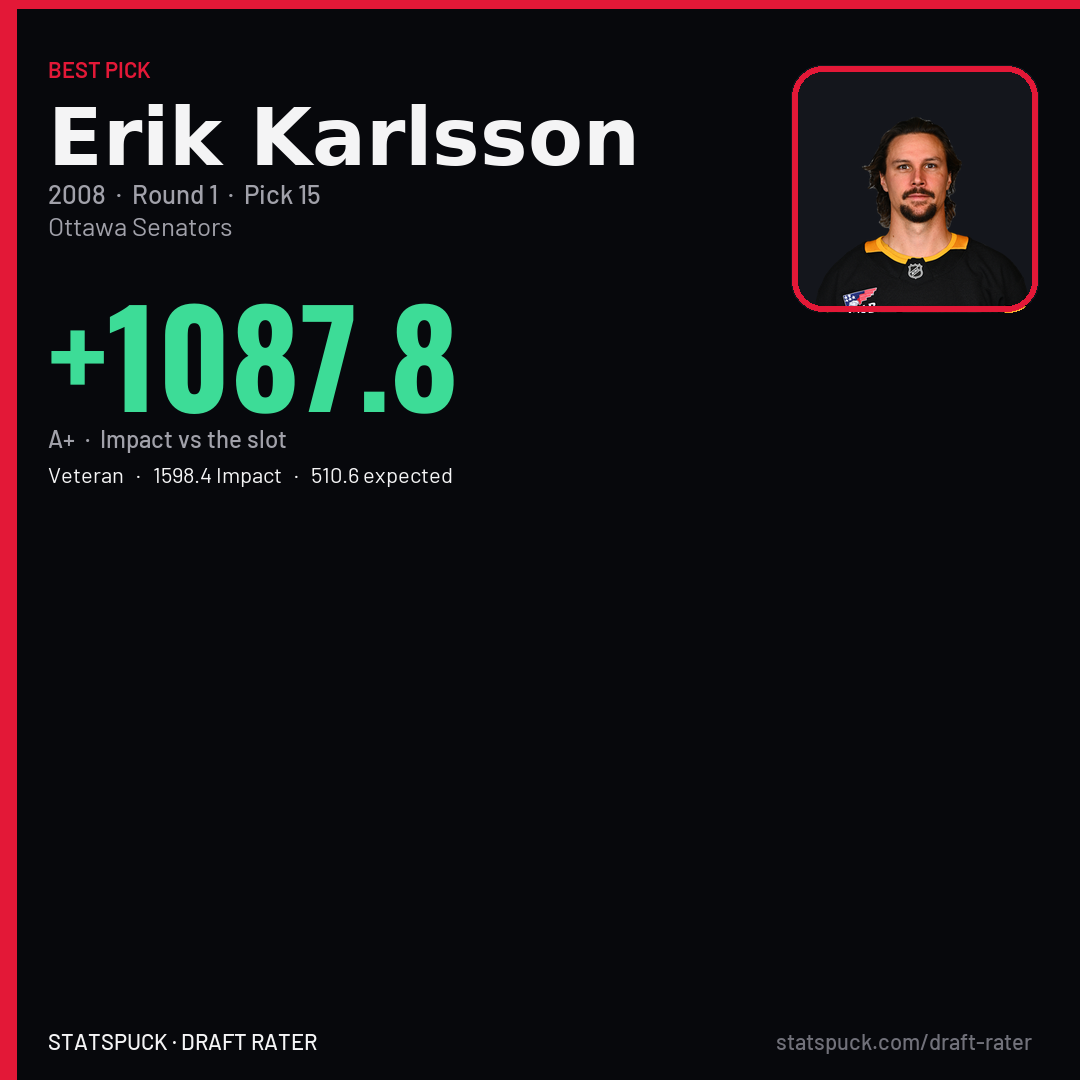 BEST PICK
Erik Karlsson
2008 · Round 1 · Pick 15
Ottawa Senators
+1087.8
A+ · Impact vs the slot
Veteran · 1598.4 Impact · 510.6 expected
STATSPUCK · DRAFT RATER
statspuck.com/draft-rater